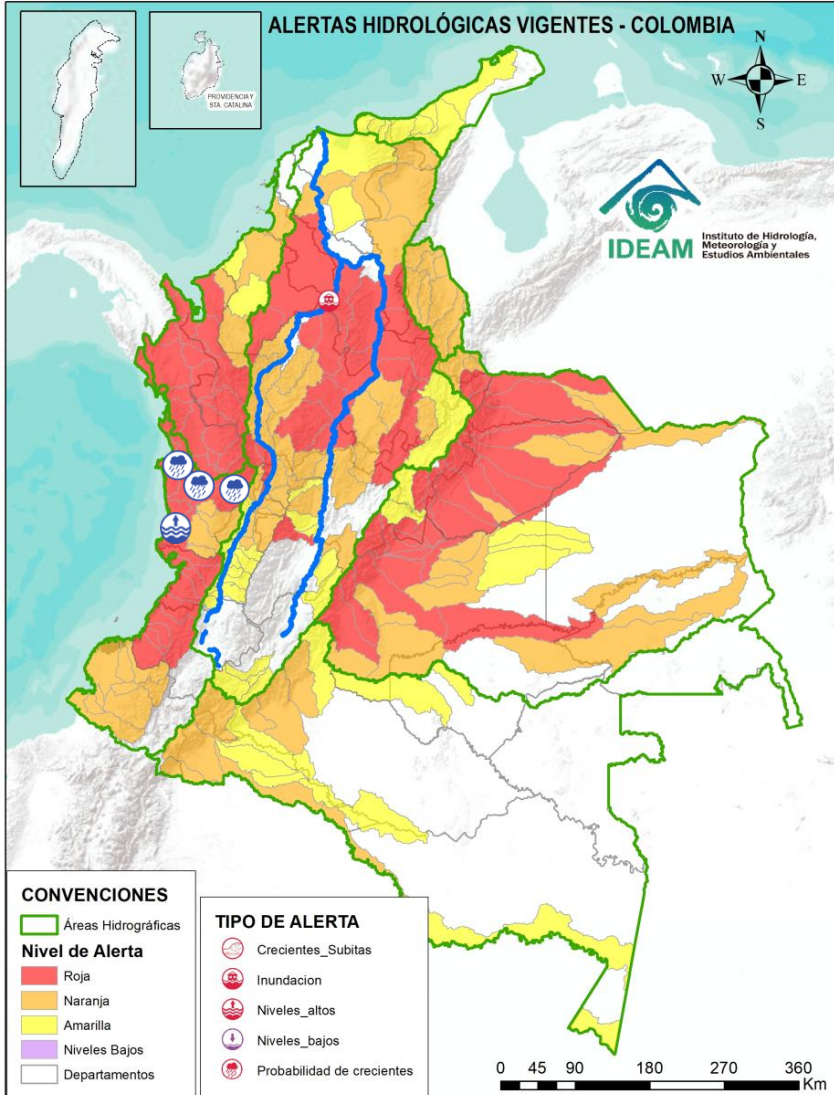 ALERTAS HIDROLÓGICAS VIGENTES - COLOMBIA
PROVIDENCIA Y
STA. CATALINA
N
W
E
S
IDEAM
Instituto de Hidrología,
Meteorología y
Estudios Ambientales
CONVENCIONES
Áreas Hidrográficas
Nivel de Alerta
Roja
Naranja
Amarilla
Niveles Bajos
Departamentos
TIPO DE ALERTA
Crecientes_Subitas
Inundacion
Niveles_altos
Niveles_bajos
Probabilidad de crecientes
0 45 90 180 270 360
Km